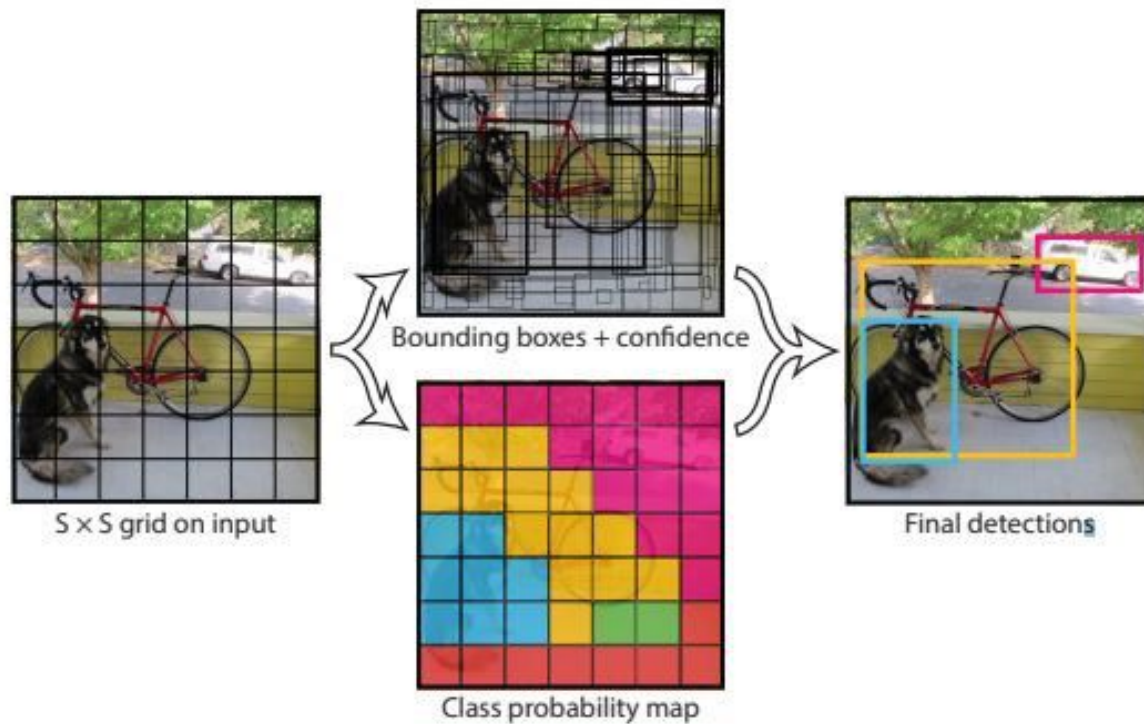 Bounding boxes + confidence
S × S grid on input
Final detections
Class probability map